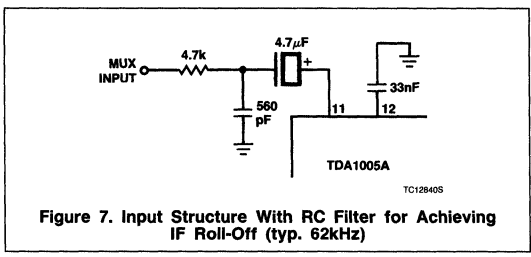 4.7µF
4.7k
MUX
INPUT
+
33nF
560
pF
11
12
TDA1005A
TC12840S
Figure 7. Input Structure With RC Filter for Achieving
IF Roll-Off (typ. 62kHz)